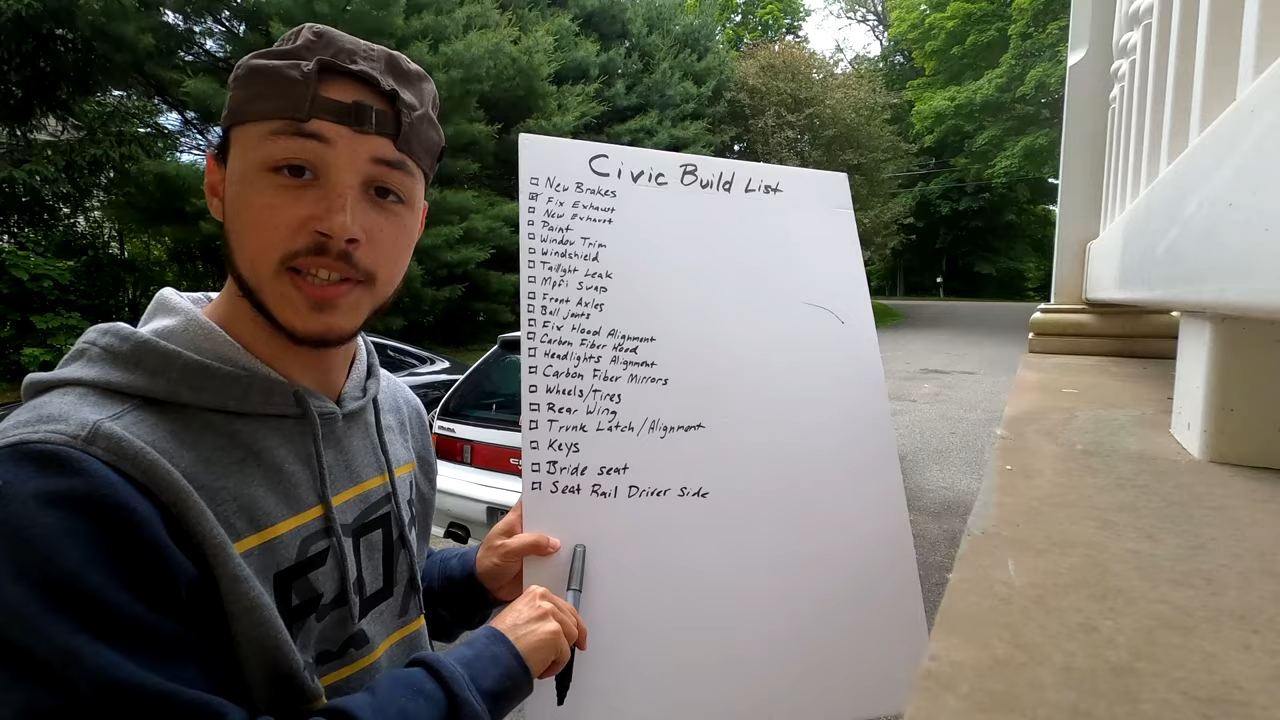 Civic Build List
New Brakes
Fix Exhaust
New Exhaust
Paint
Window Trim
Windshield
Taillight Leak
Mpfi Swap
Front Axles
Ball joints
Fix Hood Alignment
Carbon Fiber Hood
Headlights Alignment
Carbon Fiber Mirrors
Wheels/Tires
Rear Wing
Trunk Latch/Alignment
Keys
Bride seat
Seat Rail Driver Side
FOX